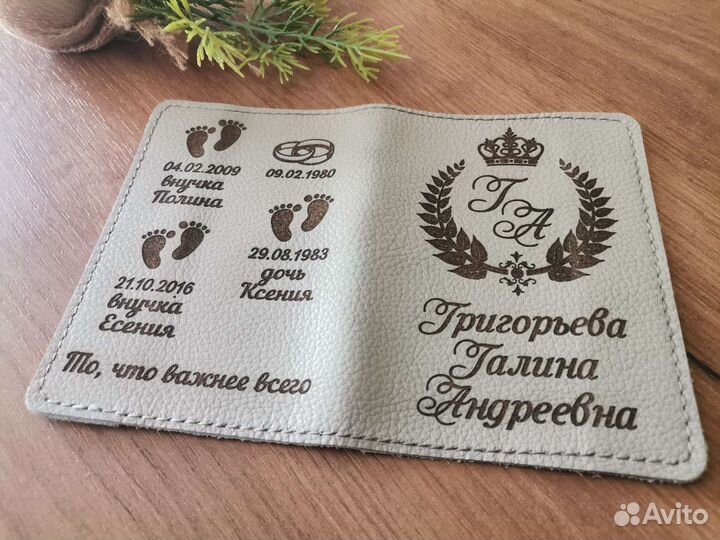 04.02.2009
внучка
Полина
09.02.1980
29.08.1983
дочь
Ксения
21.10.2016
внучка
Есения
То, что важнее всего
Г А
Григорьева
Галина
Андреевна
Avito